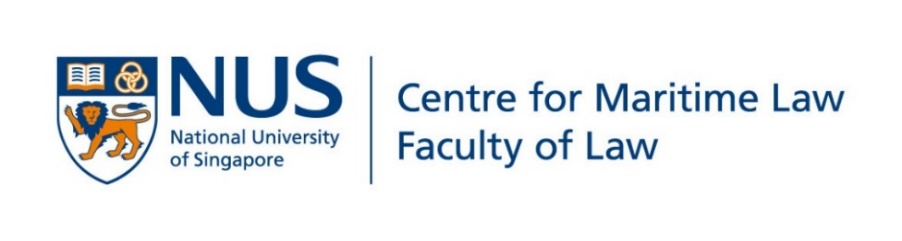 NUS
National University
of Singapore
Centre for Maritime Law
Faculty of Law